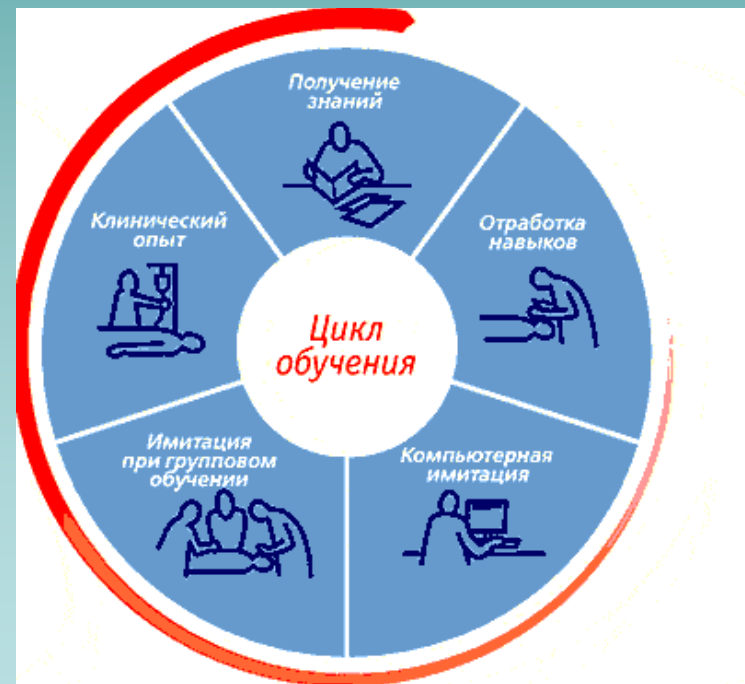 Получение
знаний
Отработка
навыков
Компьютерная
имитация
Имитация
при групповом
обучении
Клинический
опыт
Цикл
обучения